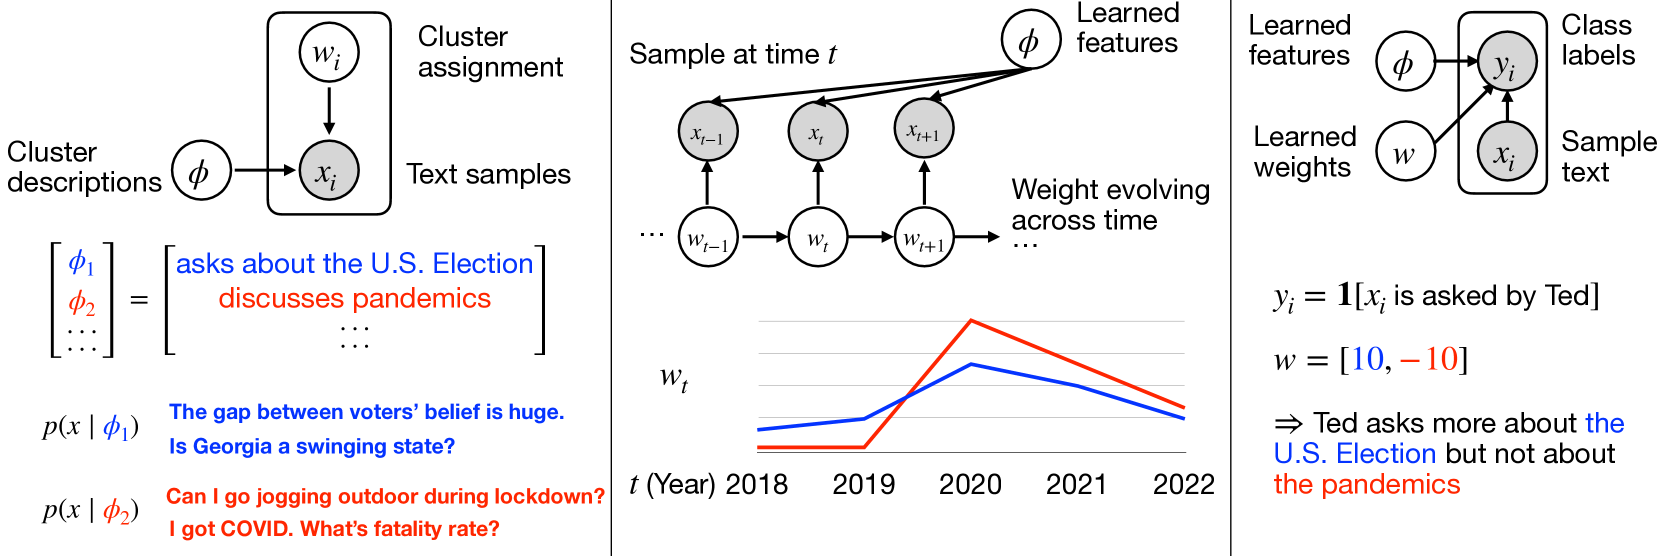 w_i
Cluster
assignment
Cluster
descriptions
ϕ
x_i
Text samples
[ϕ_1
ϕ_2
...
...] = [asks about the U.S. Election
discusses pandemics
...
...]
p(x | ϕ_1)
The gap between voters’ belief is huge.
Is Georgia a swinging state?
p(x | ϕ_2)
Can I go jogging outdoor during lockdown?
I got COVID. What’s fatality rate?
Learned
features
ϕ
Sample at time t
x_{t−1} x_t x_{t+1}
Weight evolving
across time
... w_{t−1} w_t w_{t+1} ...
w_t
t (Year) 2018 2019 2020 2021 2022
Learned
features
ϕ
y_i
Class
labels
Learned
weights
w
x_i
Sample
text
y_i = 1[x_i is asked by Ted]
w = [10, −10]
⇒ Ted asks more about the
U.S. Election but not about
the pandemics